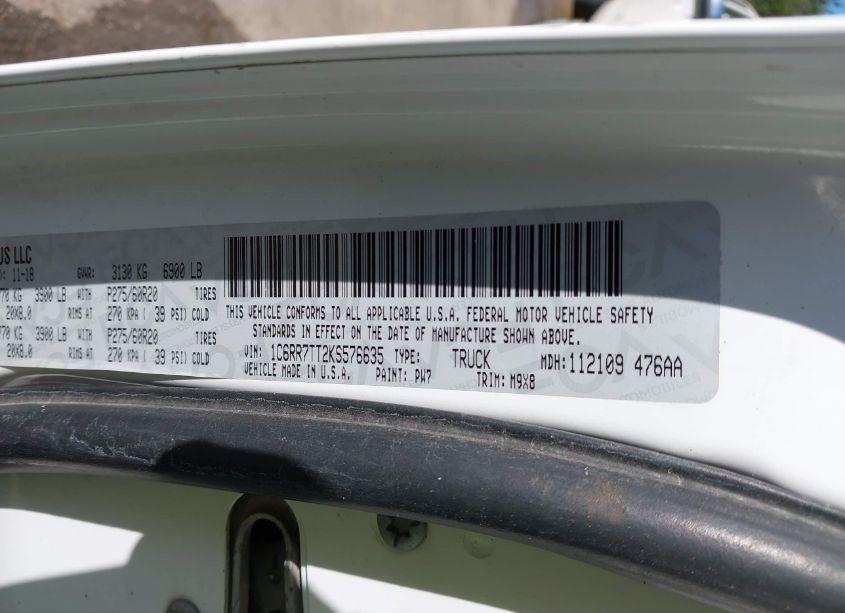 US LLC
11-18 GVWR: 3130 KG 6900 LB
KG 3900 LB WITH P275/60R20 TIRES
20X8.0 RIMS AT 270 KPA ( 39 PSI) COLD
KG 3900 LB WITH P275/60R20 TIRES
20X8.0 RIMS AT 270 KPA ( 39 PSI) COLD
THIS VEHICLE CONFORMS TO ALL APPLICABLE U.S.A. FEDERAL MOTOR VEHICLE SAFETY
STANDARDS IN EFFECT ON THE DATE OF MANUFACTURE SHOWN ABOVE.
VIN: 1C6RR7TT2KS576635 TYPE: TRUCK MDH: 112109 476AA
VEHICLE MADE IN U.S.A. PAINT: PW7 TRIM: M9X8